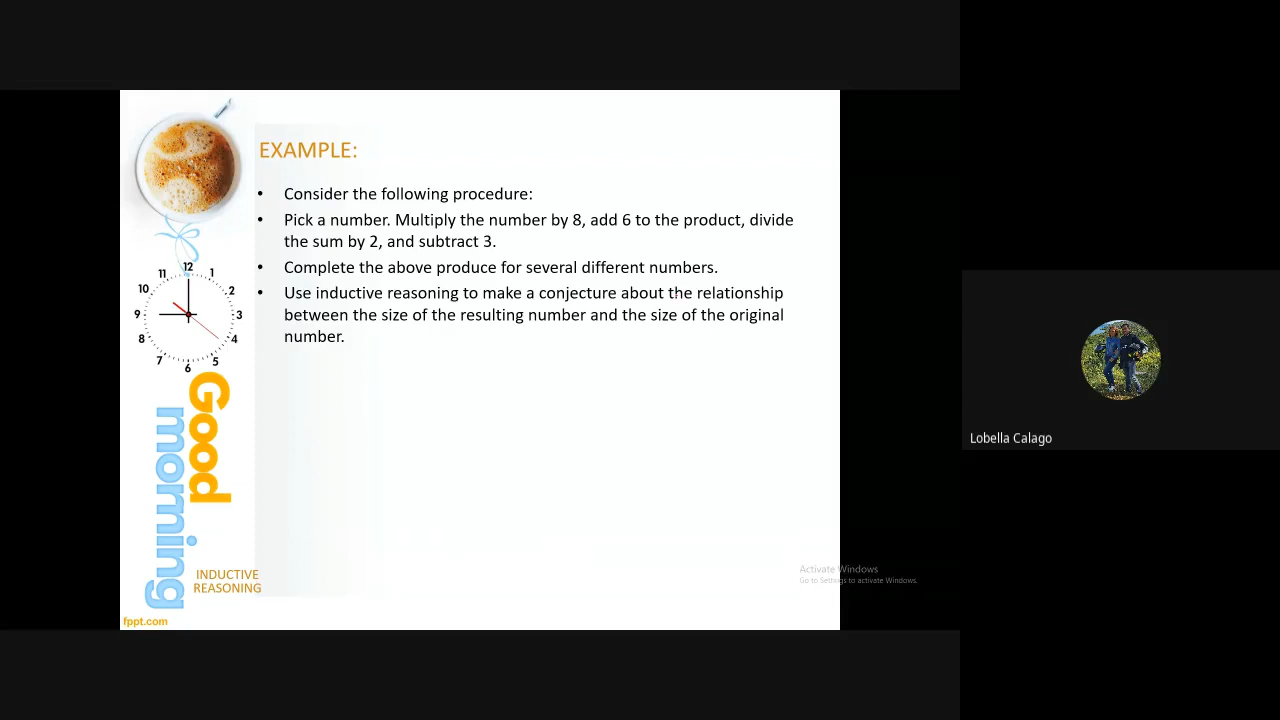 EXAMPLE:
• Consider the following procedure:
• Pick a number. Multiply the number by 8, add 6 to the product, divide
the sum by 2, and subtract 3.
• Complete the above produce for several different numbers.
• Use inductive reasoning to make a conjecture about the relationship
between the size of the resulting number and the size of the original
number.
12
11 1
10 2
9 3
8 4
7 5
6
Good
morning
INDUCTIVE
REASONING
fppt.com
Activate Windows
Go to Settings to activate Windows.
Lobella Calago